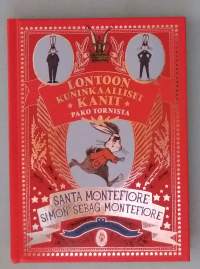 LONTOON
KUNINKAALLISET
KANIT
PAKO TORNISTA
SANTA MONTEFIORE
SIMON SEBAG MONTEFIORE